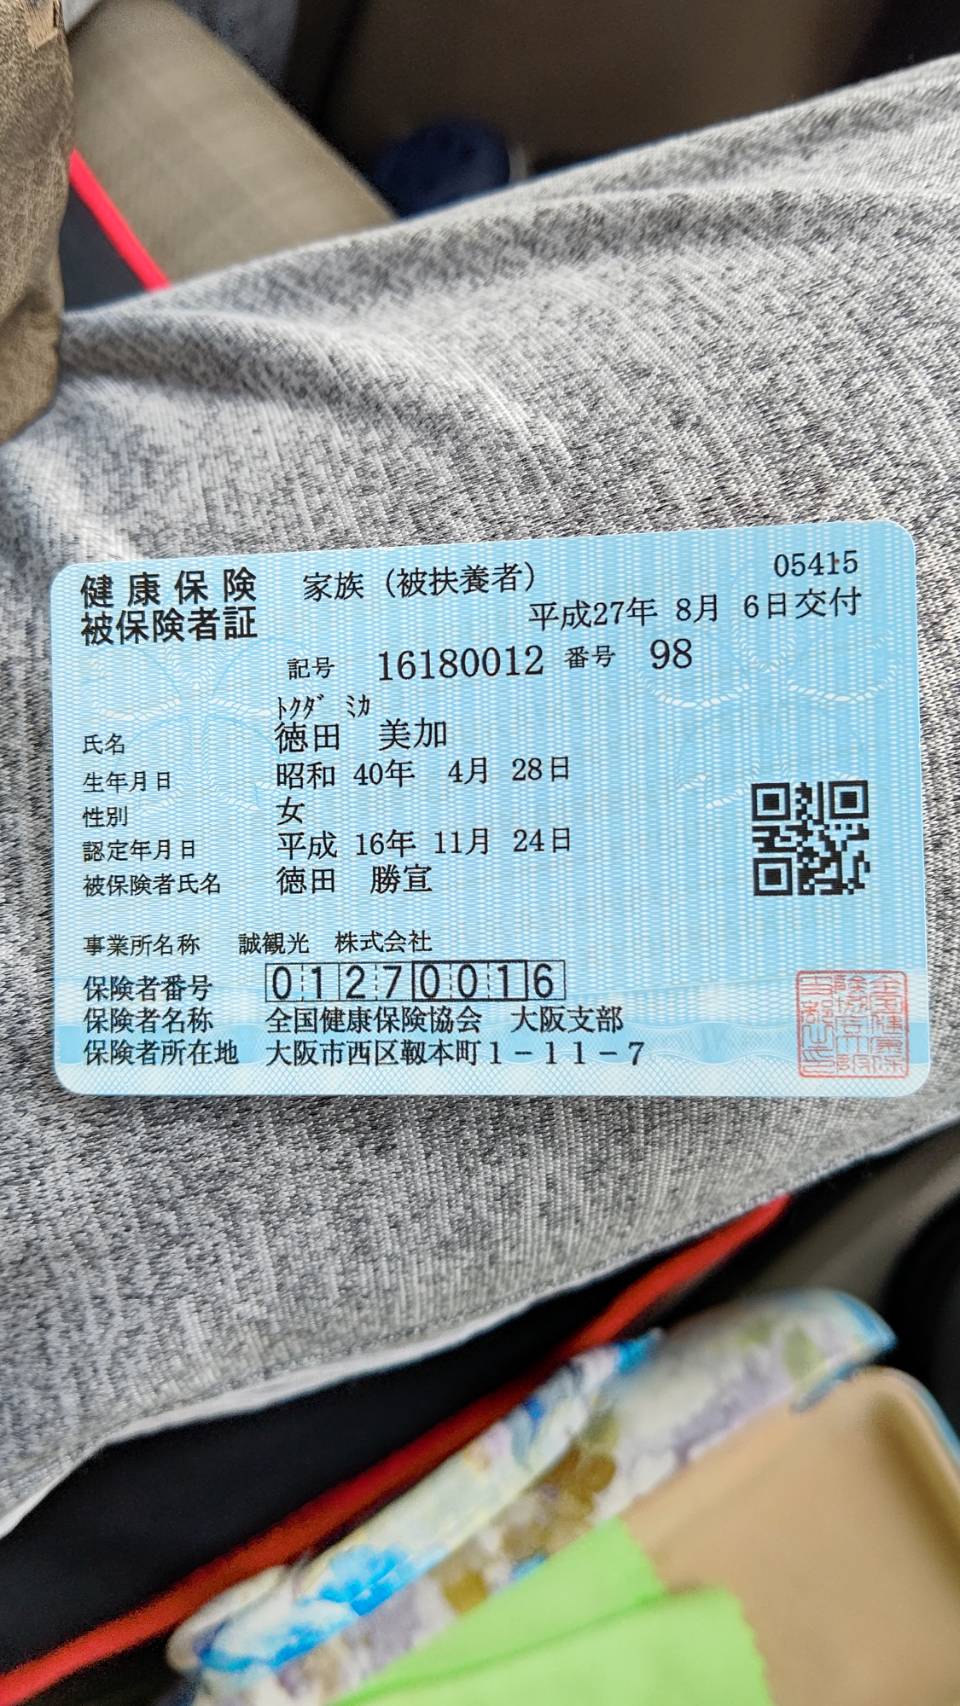 健康保険 家族(被扶養者) 05415
被保険者証 平成27年 8月 6日交付
記号 16180012 番号 98
ﾄｸﾀﾞ ﾐｶ
氏名 徳田 美加
生年月日 昭和 40年 4月 28日
性別 女
認定年月日 平成 16年 11月 24日
被保険者氏名 徳田 勝宣
事業所名称 誠観光 株式会社
保険者番号 01270016
保険者名称 全国健康保険協会 大阪支部
保険者所在地 大阪市西区靱本町1-11-7